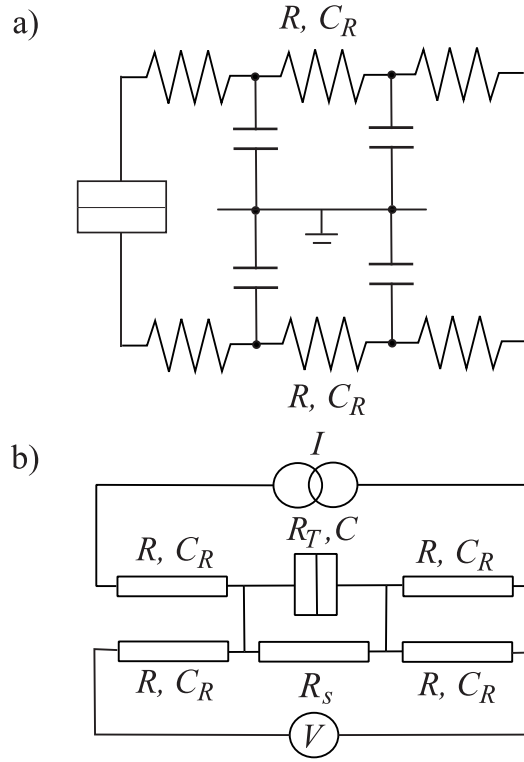 a)
R, C_R
R, C_R
b)
I
R_T, C
R, C_R
R, C_R
R, C_R
R_s
R, C_R
V